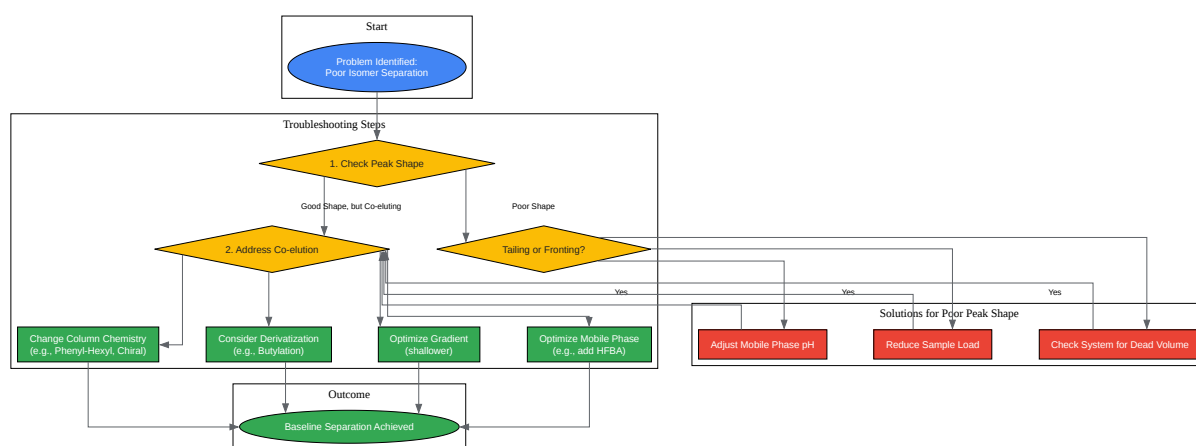 Start
Problem Identified:
Poor Isomer Separation
Troubleshooting Steps
1. Check Peak Shape
Good Shape, but Co-eluting
Poor Shape
2. Address Co-elution
Tailing or Fronting?
Yes
Yes
Yes
Solutions for Poor Peak Shape
Change Column Chemistry
(e.g., Phenyl-Hexyl, Chiral)
Consider Derivatization
(e.g., Butylation)
Optimize Gradient
(shallower)
Optimize Mobile Phase
(e.g., add HFBA)
Adjust Mobile Phase pH
Reduce Sample Load
Check System for Dead Volume
Outcome
Baseline Separation Achieved